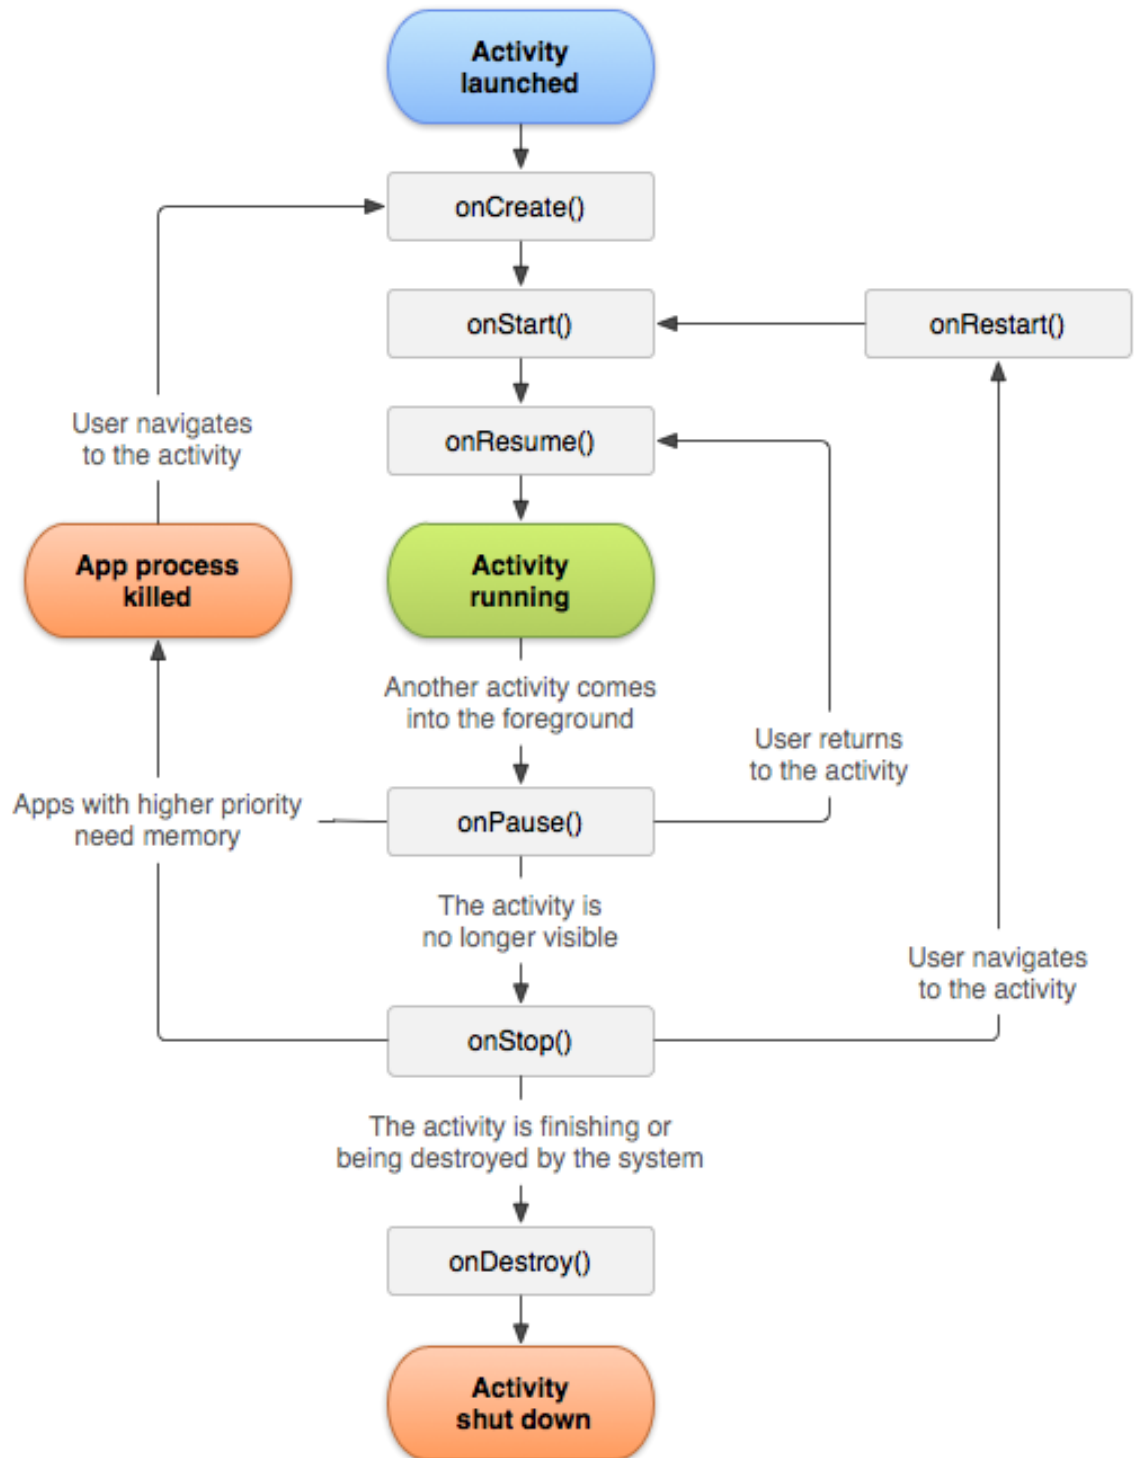 Activity
launched
onCreate()
onStart()
onRestart()
User navigates
to the activity
onResume()
App process
killed
Activity
running
Another activity comes
into the foreground
User returns
to the activity
Apps with higher priority
need memory
onPause()
The activity is
no longer visible
User navigates
to the activity
onStop()
The activity is finishing or
being destroyed by the system
onDestroy()
Activity
shut down